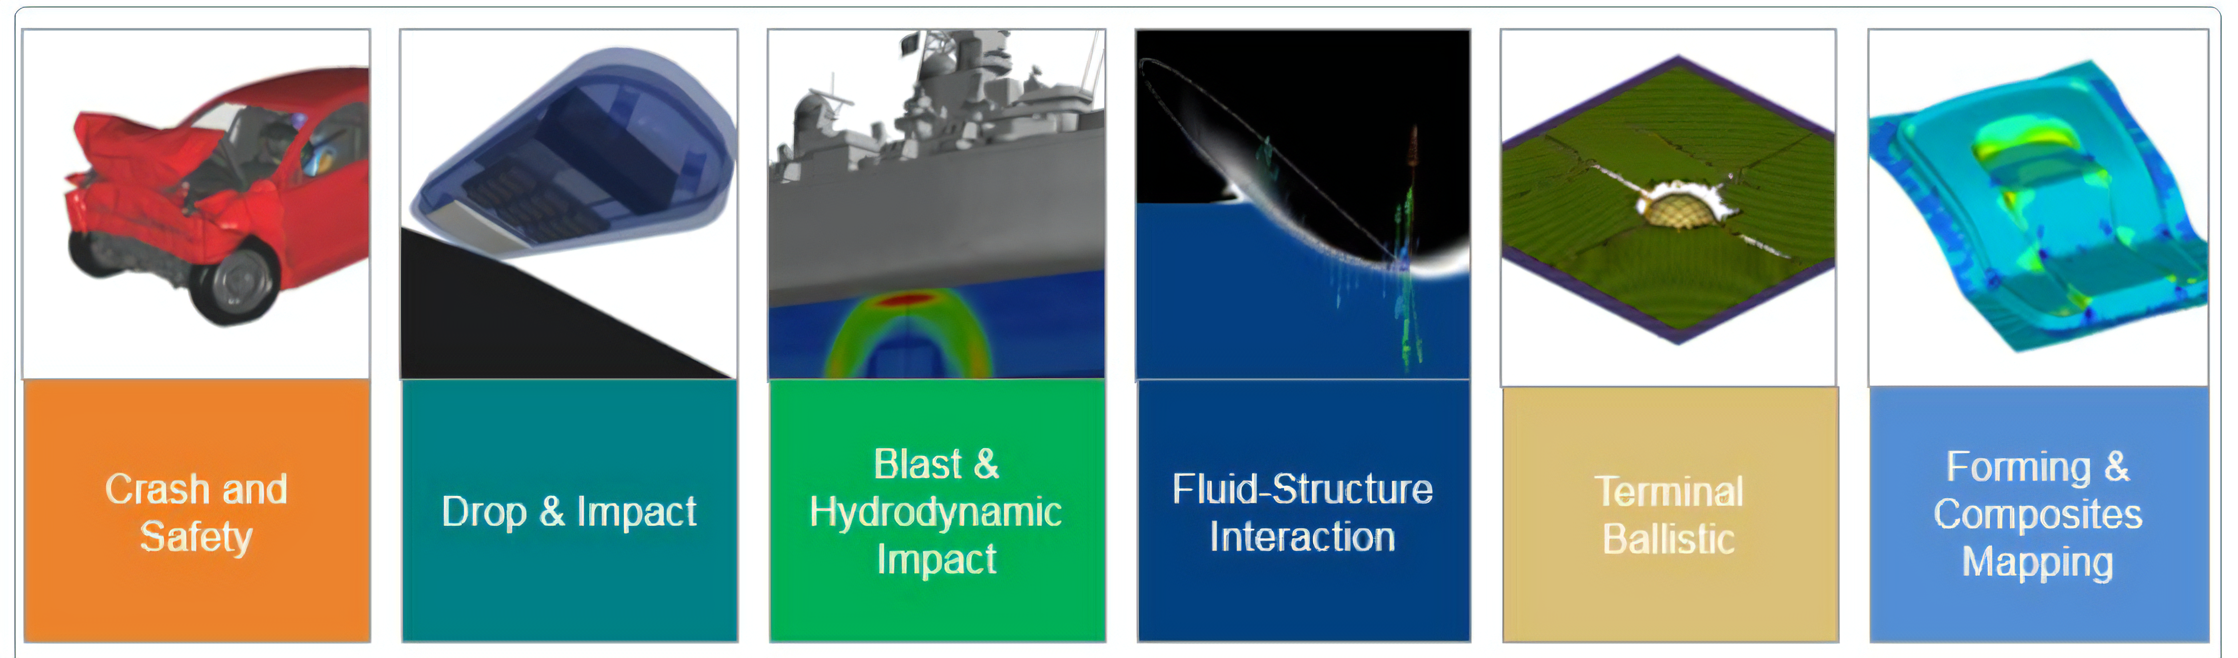 Crash and
Safety
Drop & Impact
Blast &
Hydrodynamic
Impact
Fluid-Structure
Interaction
Terminal
Ballistic
Forming &
Composites
Mapping